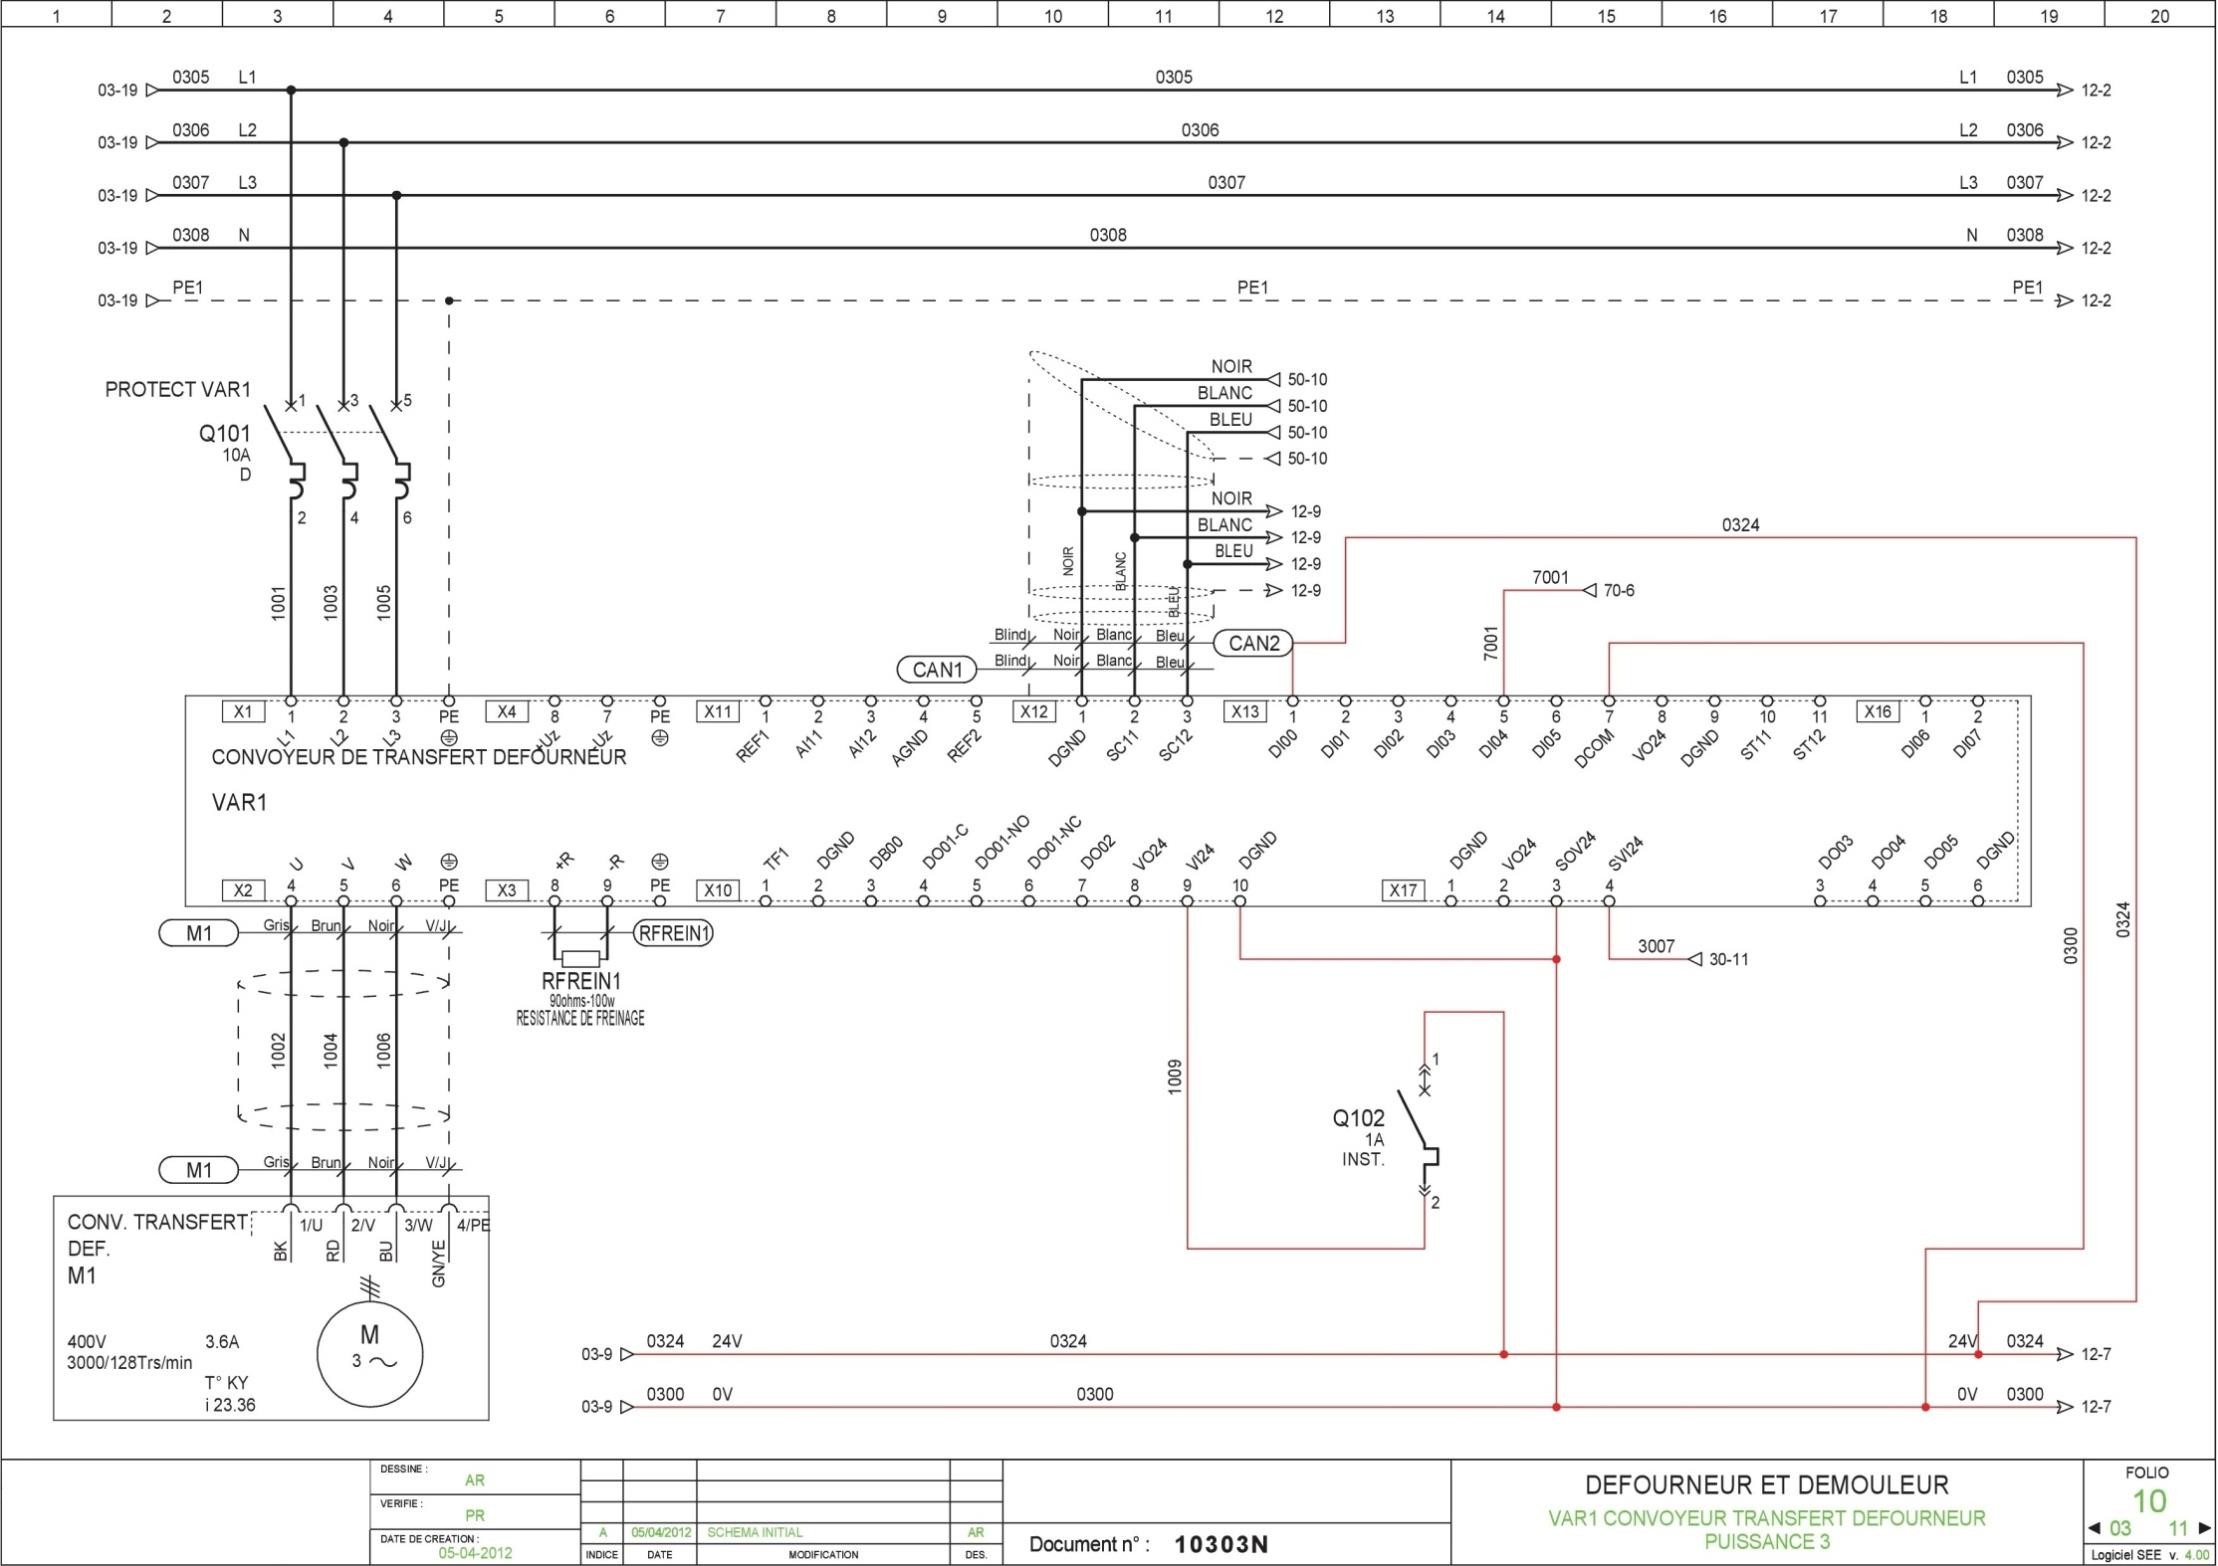 1 2 3 4 5 6 7 8 9 10 11 12 13 14 15 16 17 18 19 20
03-19 0305 L1 0305 L1 0305 12-2
03-19 0306 L2 0306 L2 0306 12-2
03-19 0307 L3 0307 L3 0307 12-2
03-19 0308 N 0308 N 0308 12-2
03-19 PE1 PE1 PE1 12-2
PROTECT VAR1
Q101
10A
D
1 3 5
2 4 6
1001 1003 1005
NOIR 50-10
BLANC 50-10
BLEU 50-10
50-10
NOIR 12-9
BLANC 12-9
BLEU 12-9
12-9
NOIR BLANC BLEU
Blind Noir Blanc Bleu CAN2
CAN1 Blind Noir Blanc Bleu
0324
7001 70-6
7001
X1 1 2 3 PE X4 8 7 PE X11 1 2 3 4 5 X12 1 2 3 X13 1 2 3 4 5 6 7 8 9 10 11 X16 1 2
L1 L2 L3 +Uz -Uz REF1 AI11 AI12 AGND REF2 DGND SC11 SC12 DI00 DI01 DI02 DI03 DI04 DI05 DCOM VO24 DGND ST11 ST12 DI06 DI07
CONVOYEUR DE TRANSFERT DEFOURNEUR
VAR1
U V W +R -R TF1 DGND DB00 DO01-C DO01-NO DO01-NC DO02 VO24 VI24 DGND DGND VO24 SOV24 SVI24 DO03 DO04 DO05 DGND
X2 4 5 6 PE X3 8 9 PE X10 1 2 3 4 5 6 7 8 9 10 X17 1 2 3 4 3 4 5 6
M1 Gris Brun Noir V/J
RFREIN1
RFREIN1
90ohms-100w
RESISTANCE DE FREINAGE
3007 30-11
0300
0324
1002 1004 1006
1009
1
Q102
1A
INST.
2
M1 Gris Brun Noir V/J
CONV. TRANSFERT
DEF.
M1
1/U 2/V 3/W 4/PE
BK RD BU GN/YE
M
3
400V 3.6A
3000/128Trs/min
T° KY
i 23.36
03-9 0324 24V 0324 24V 0324 12-7
03-9 0300 0V 0300 0V 0300 12-7
DESSINE :
AR
VERIFIE :
PR
DATE DE CREATION :
05-04-2012
A 05/04/2012 SCHEMA INITIAL AR
INDICE DATE MODIFICATION DES.
Document n° : 10303N
DEFOURNEUR ET DEMOULEUR
VAR1 CONVOYEUR TRANSFERT DEFOURNEUR
PUISSANCE 3
FOLIO
10
◄ 03 11 ►
Logiciel SEE v. 4.00